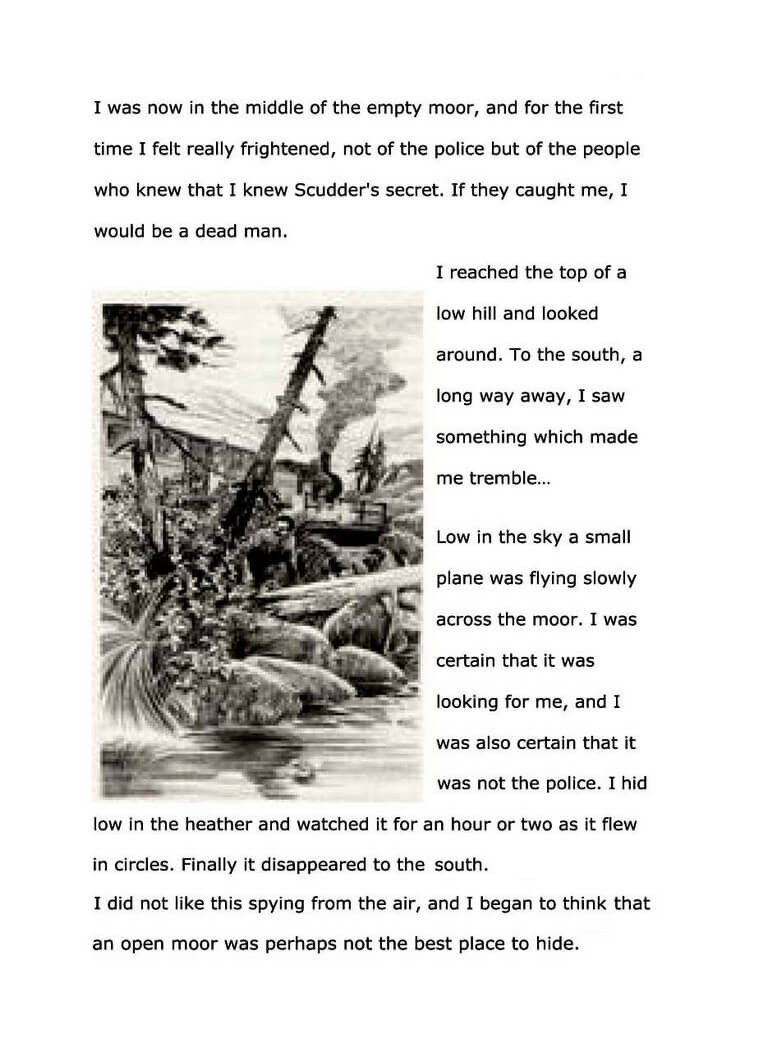 I was now in the middle of the empty moor, and for the first
time I felt really frightened, not of the police but of the people
who knew that I knew Scudder's secret. If they caught me, I
would be a dead man.
I reached the top of a
low hill and looked
around. To the south, a
long way away, I saw
something which made
me tremble...
Low in the sky a small
plane was flying slowly
across the moor. I was
certain that it was
looking for me, and I
was also certain that it
was not the police. I hid
low in the heather and watched it for an hour or two as it flew
in circles. Finally it disappeared to the south.
I did not like this spying from the air, and I began to think that
an open moor was perhaps not the best place to hide.